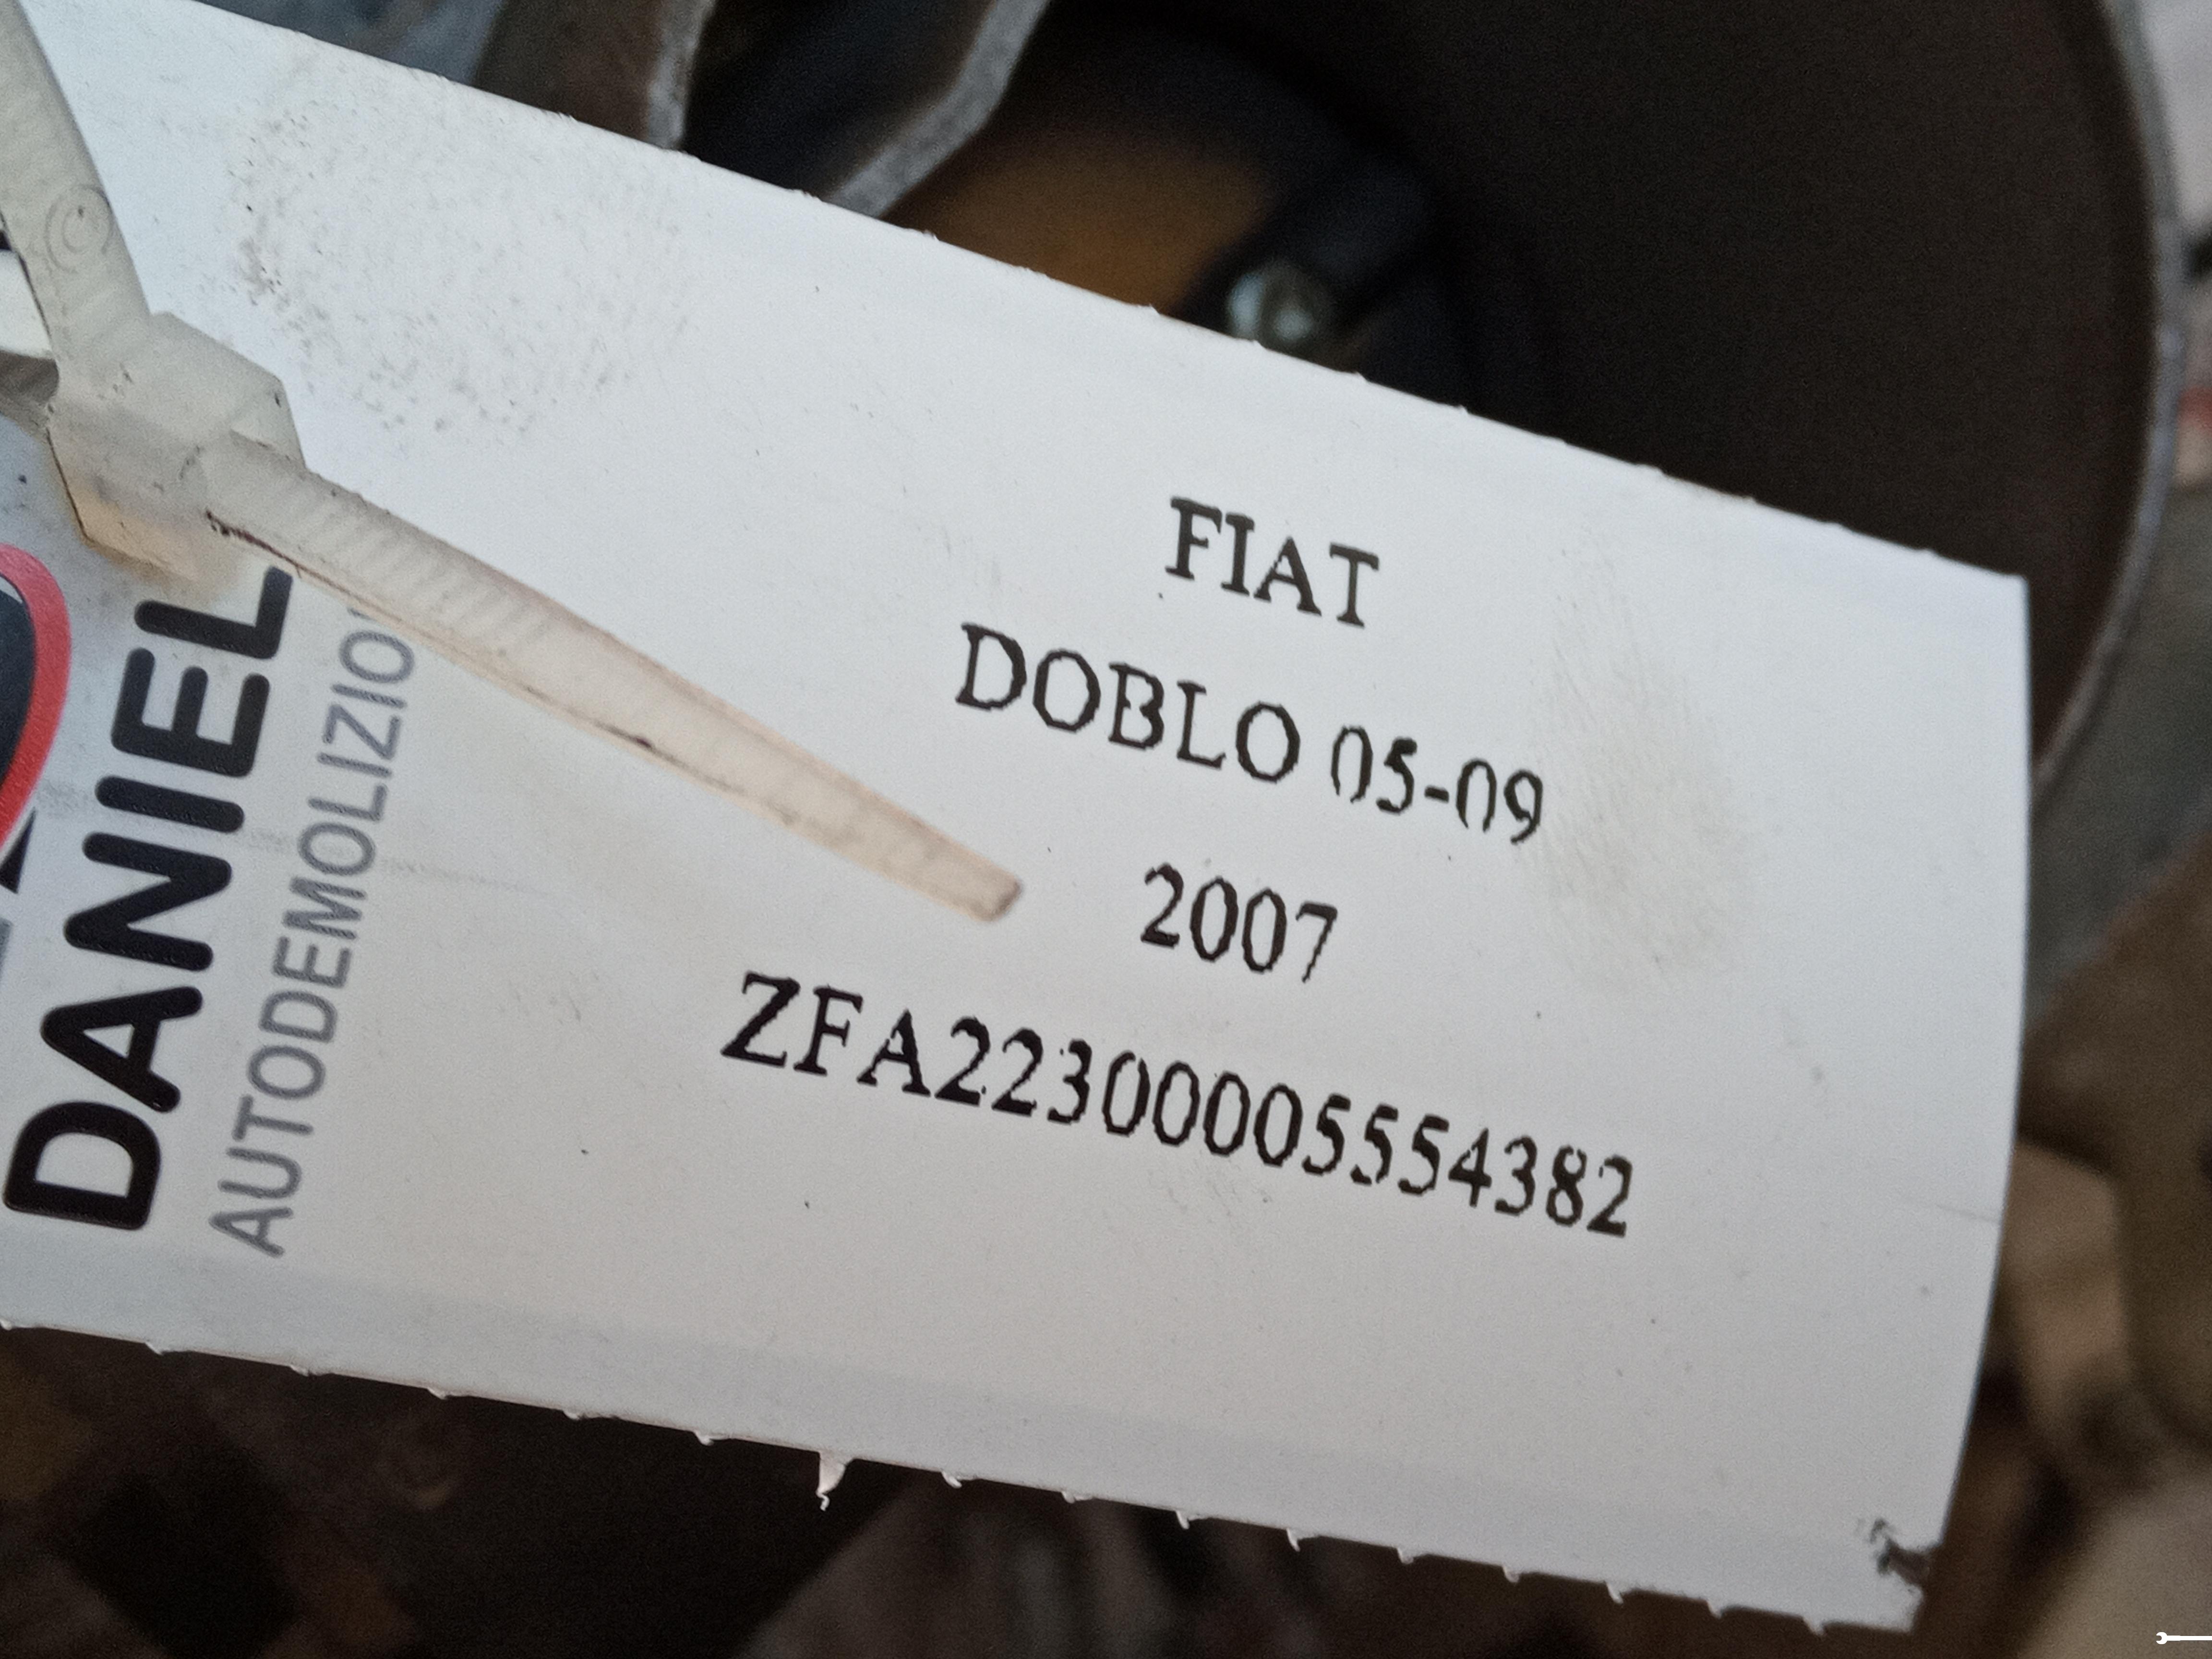 FIAT
DOBLO 05-09
2007
ZFA22300005554382
DANIEL
AUTODEMOLIZIO